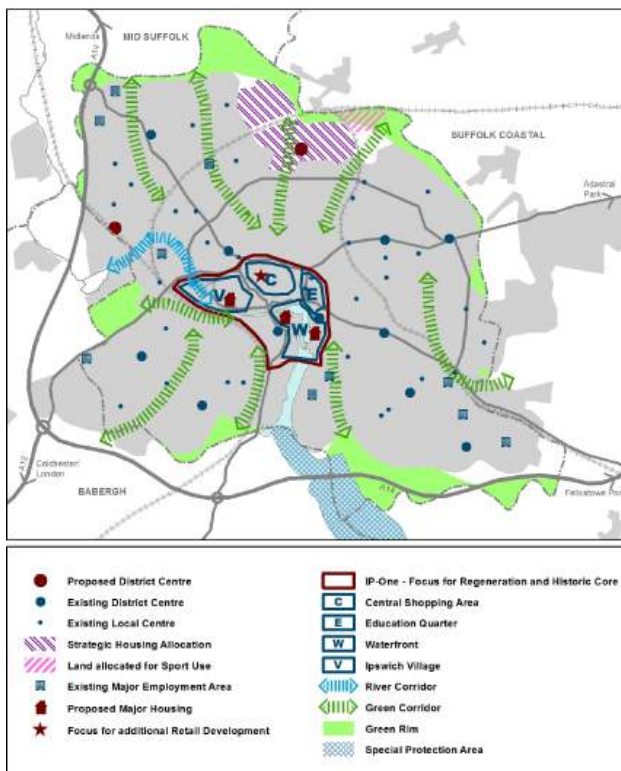 Midlands
A14
MID SUFFOLK
SUFFOLK COASTAL
Adastral
Park
C
E
V
W
A12
Colchester/
London
BABERGH
A14
Felixstowe Port
Proposed District Centre
Existing District Centre
Existing Local Centre
Strategic Housing Allocation
Land allocated for Sport Use
Existing Major Employment Area
Proposed Major Housing
Focus for additional Retail Development
IP-One - Focus for Regeneration and Historic Core
C Central Shopping Area
E Education Quarter
W Waterfront
V Ipswich Village
River Corridor
Green Corridor
Green Rim
Special Protection Area